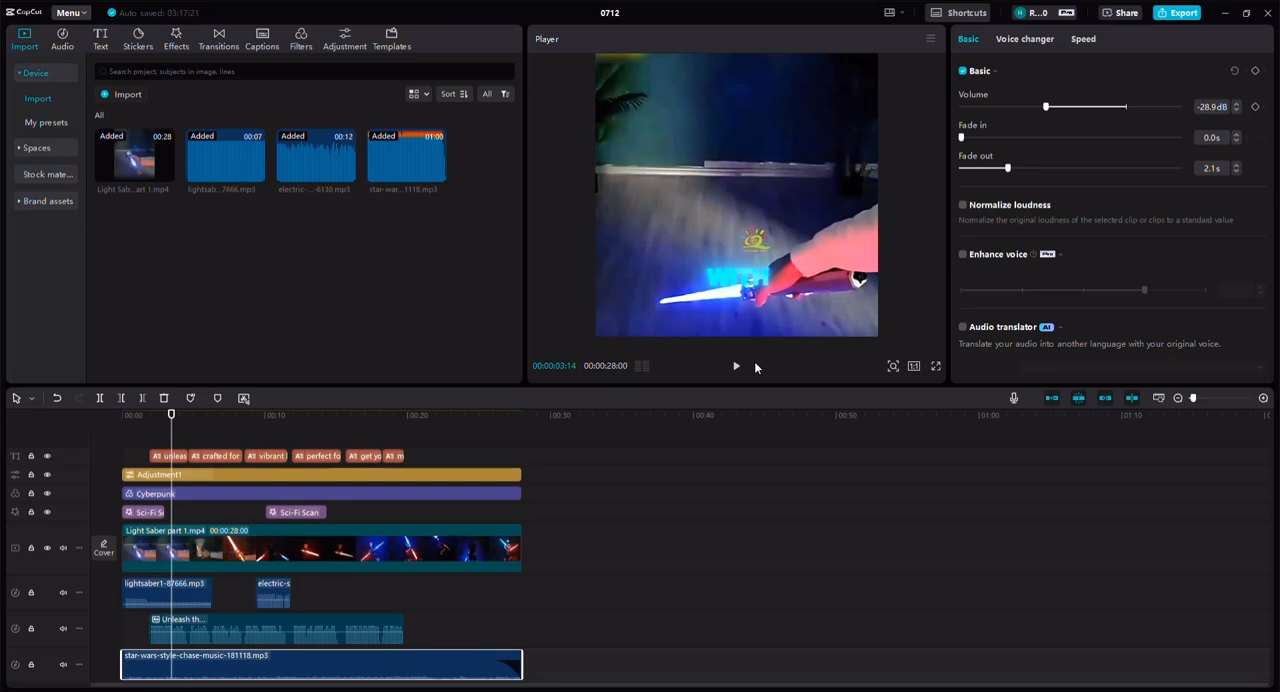 CapCut
Menu
Auto saved: 03:17:21
0712
Shortcuts
R...0
Pro
Share
Export
Import
Audio
Text
Stickers
Effects
Transitions
Captions
Filters
Adjustment
Templates
Device
Import
My presets
Spaces
Stock mate...
Brand assets
Search project, subjects in image, lines
Import
Sort
All
All
Added 00:28
Added 00:07
Added 00:12
Added 01:00
Light Sab...art 1.mp4
lightsab...7666.mp3
electric-...-6130.mp3
star-war...1118.mp3
Player
WITH
00:00:03:14
00:00:28:00
1:1
Basic
Voice changer
Speed
Basic
Volume
-28.9dB
Fade in
0.0s
Fade out
2.1s
Normalize loudness
Normalize the original loudness of the selected clip or clips to a standard value
Enhance voice
Pro
Audio translator
AI
Translate your audio into another language with your original voice.
00:00
00:10
00:20
00:30
00:40
00:50
01:00
01:10
unleas
crafted for
vibrant l
perfect fo
get yo
m
Adjustment1
Cyberpunk
Sci-Fi S
Sci-Fi Scan
Light Saber part 1.mp4 00:00:28:00
Cover
lightsaber1-87666.mp3
electric-s
Unleash th...
star-wars-style-chase-music-181118.mp3